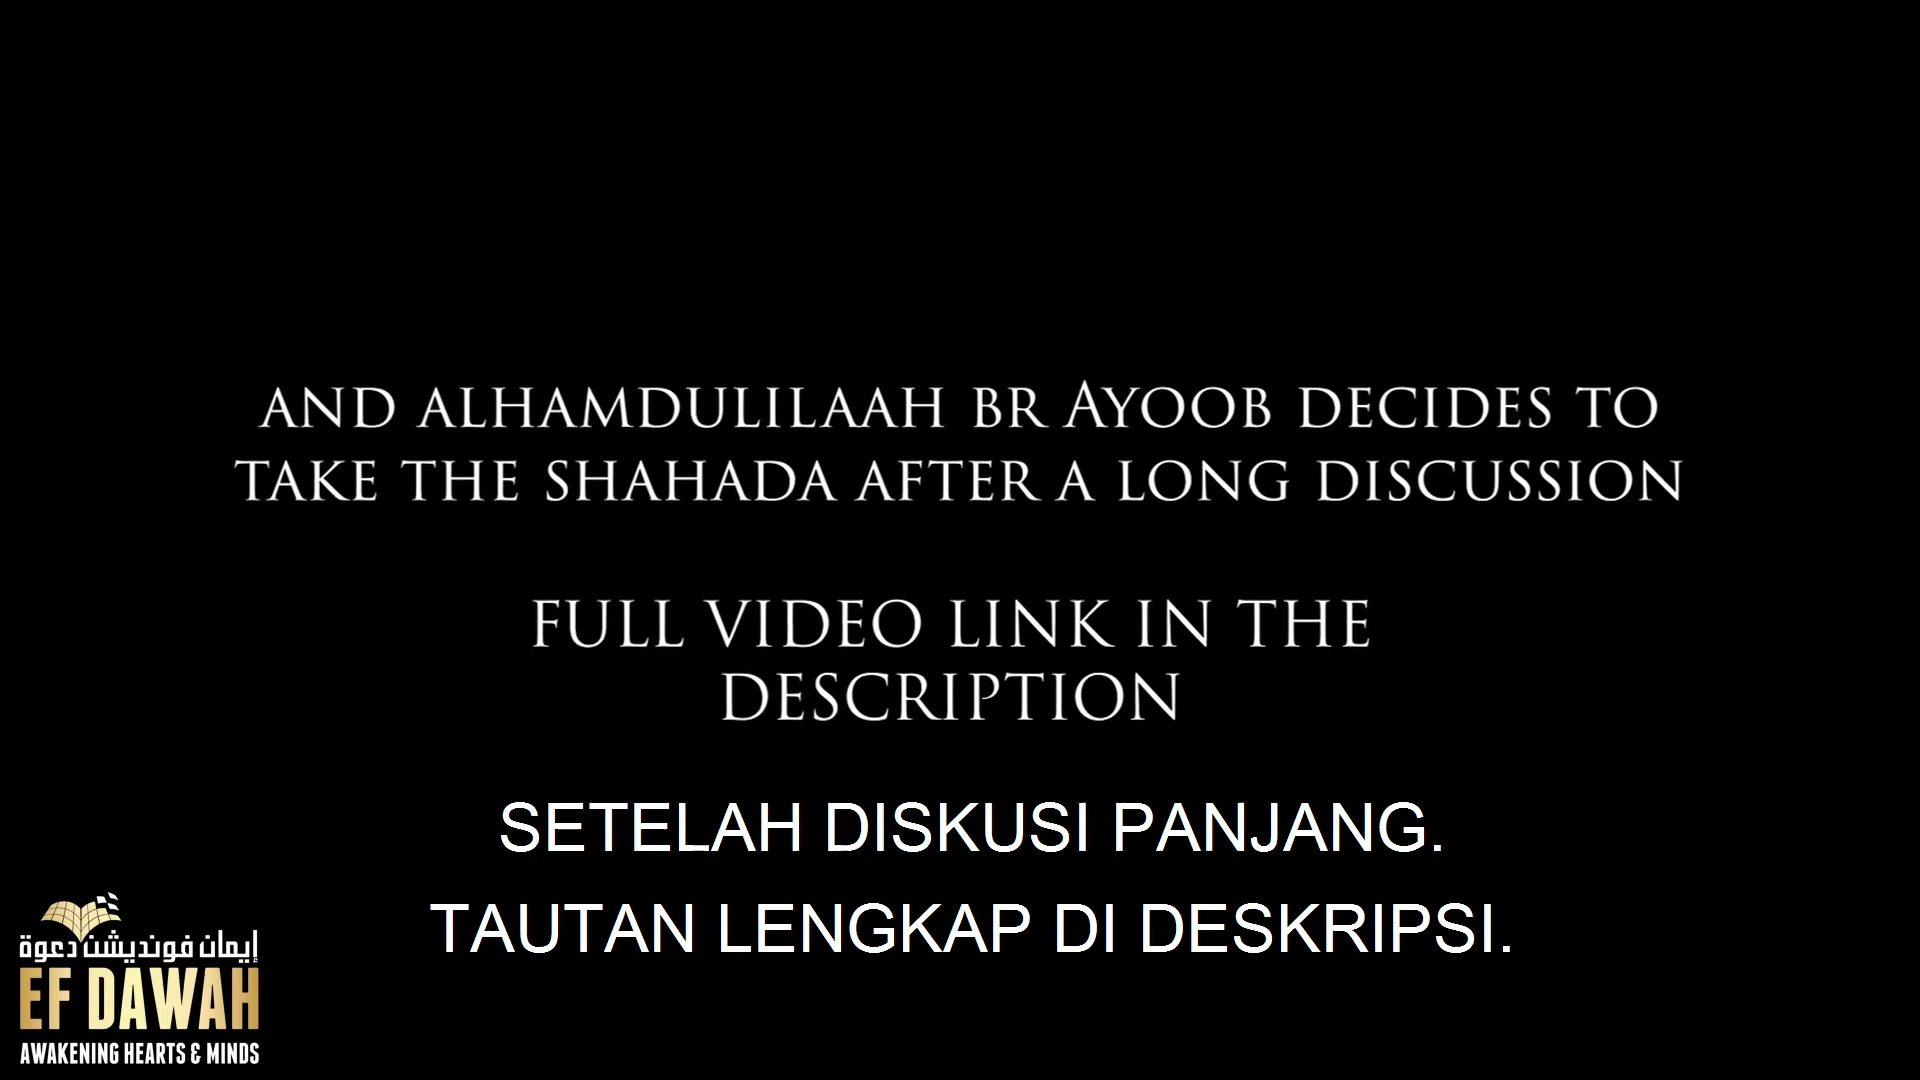 AND ALHAMDULILAAH BR AYOOB DECIDES TO
TAKE THE SHAHADA AFTER A LONG DISCUSSION
FULL VIDEO LINK IN THE
DESCRIPTION
SETELAH DISKUSI PANJANG.
TAUTAN LENGKAP DI DESKRIPSI.
إيمان فونديشن دعوة
EF DAWAH
AWAKENING HEARTS & MINDS